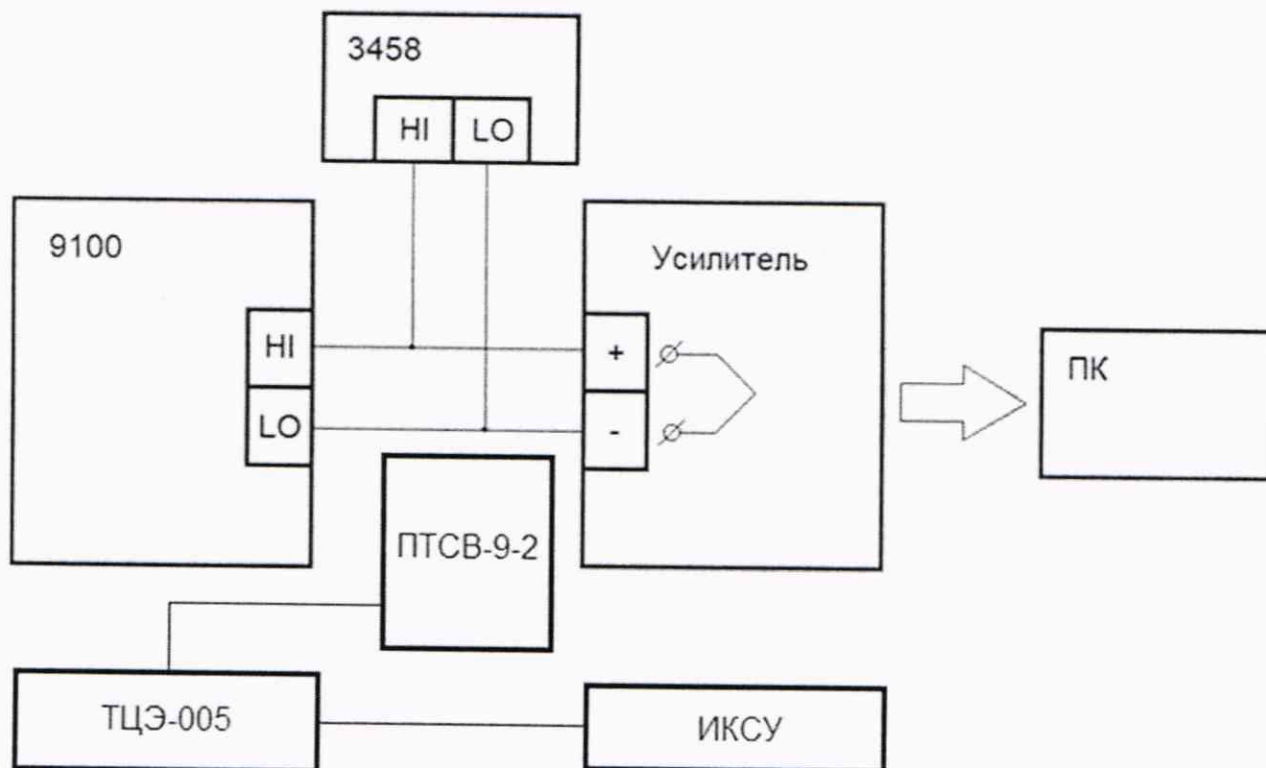 3458
HI LO
9100
Усилитель
HI
+
ПК
LO
-
ПТСВ-9-2
ТЦЭ-005
ИКСУ